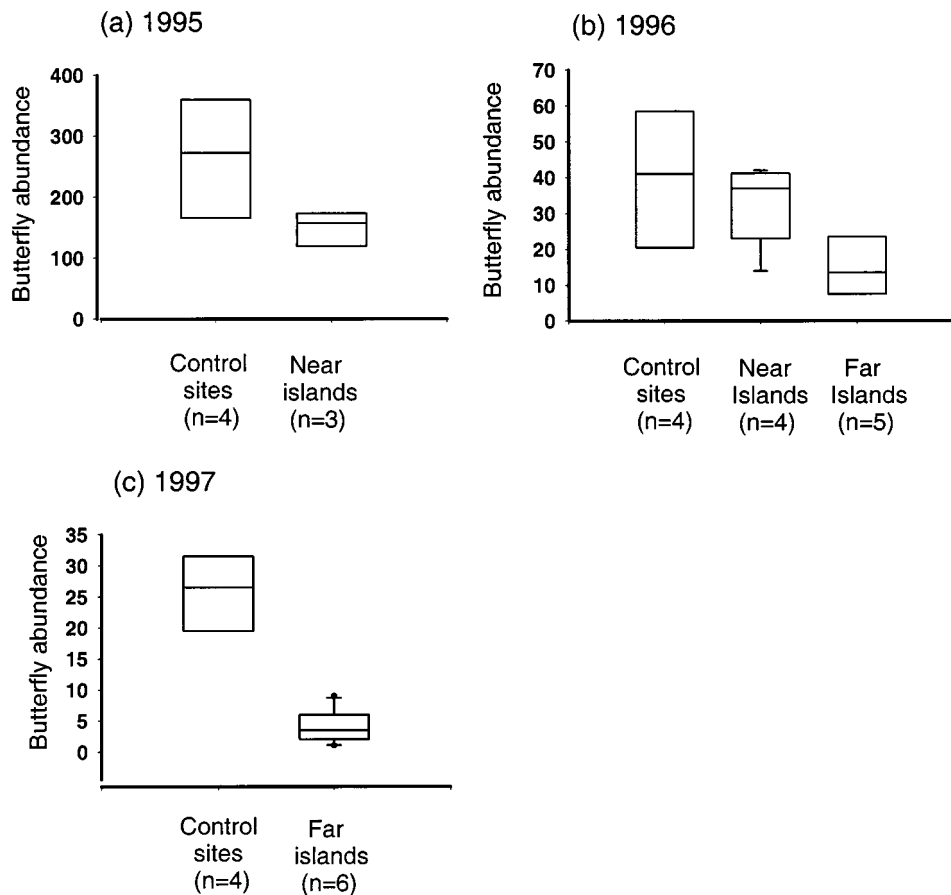 (a) 1995
Butterfly abundance
400
300
200
100
0
Control
sites
(n=4)
Near
islands
(n=3)
(b) 1996
Butterfly abundance
70
60
50
40
30
20
10
0
Control
sites
(n=4)
Near
Islands
(n=4)
Far
Islands
(n=5)
(c) 1997
Butterfly abundance
35
30
25
20
15
10
5
0
Control
sites
(n=4)
Far
islands
(n=6)